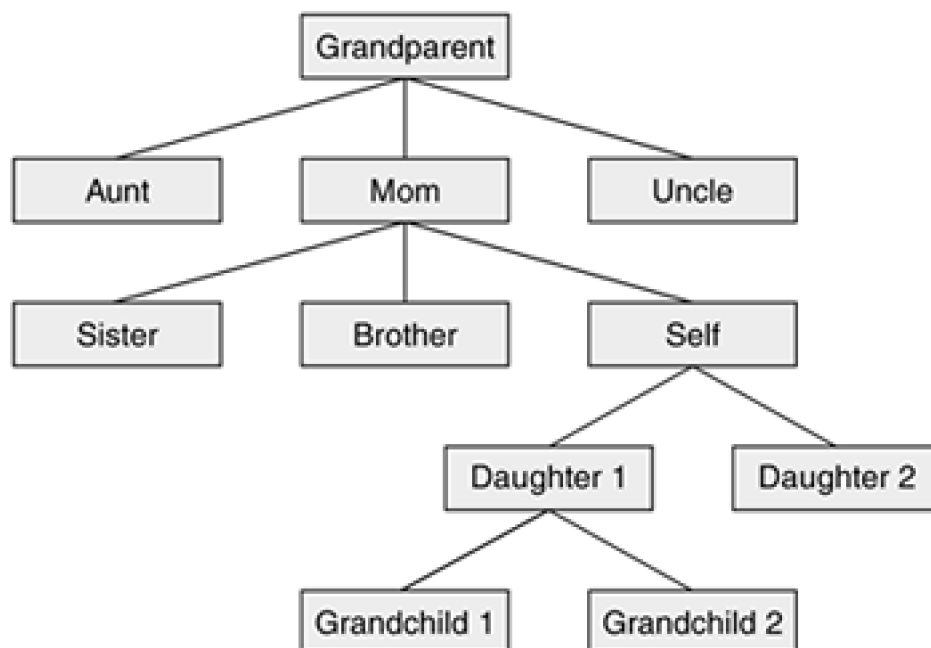 Grandparent
Aunt
Mom
Uncle
Sister
Brother
Self
Daughter 1
Daughter 2
Grandchild 1
Grandchild 2